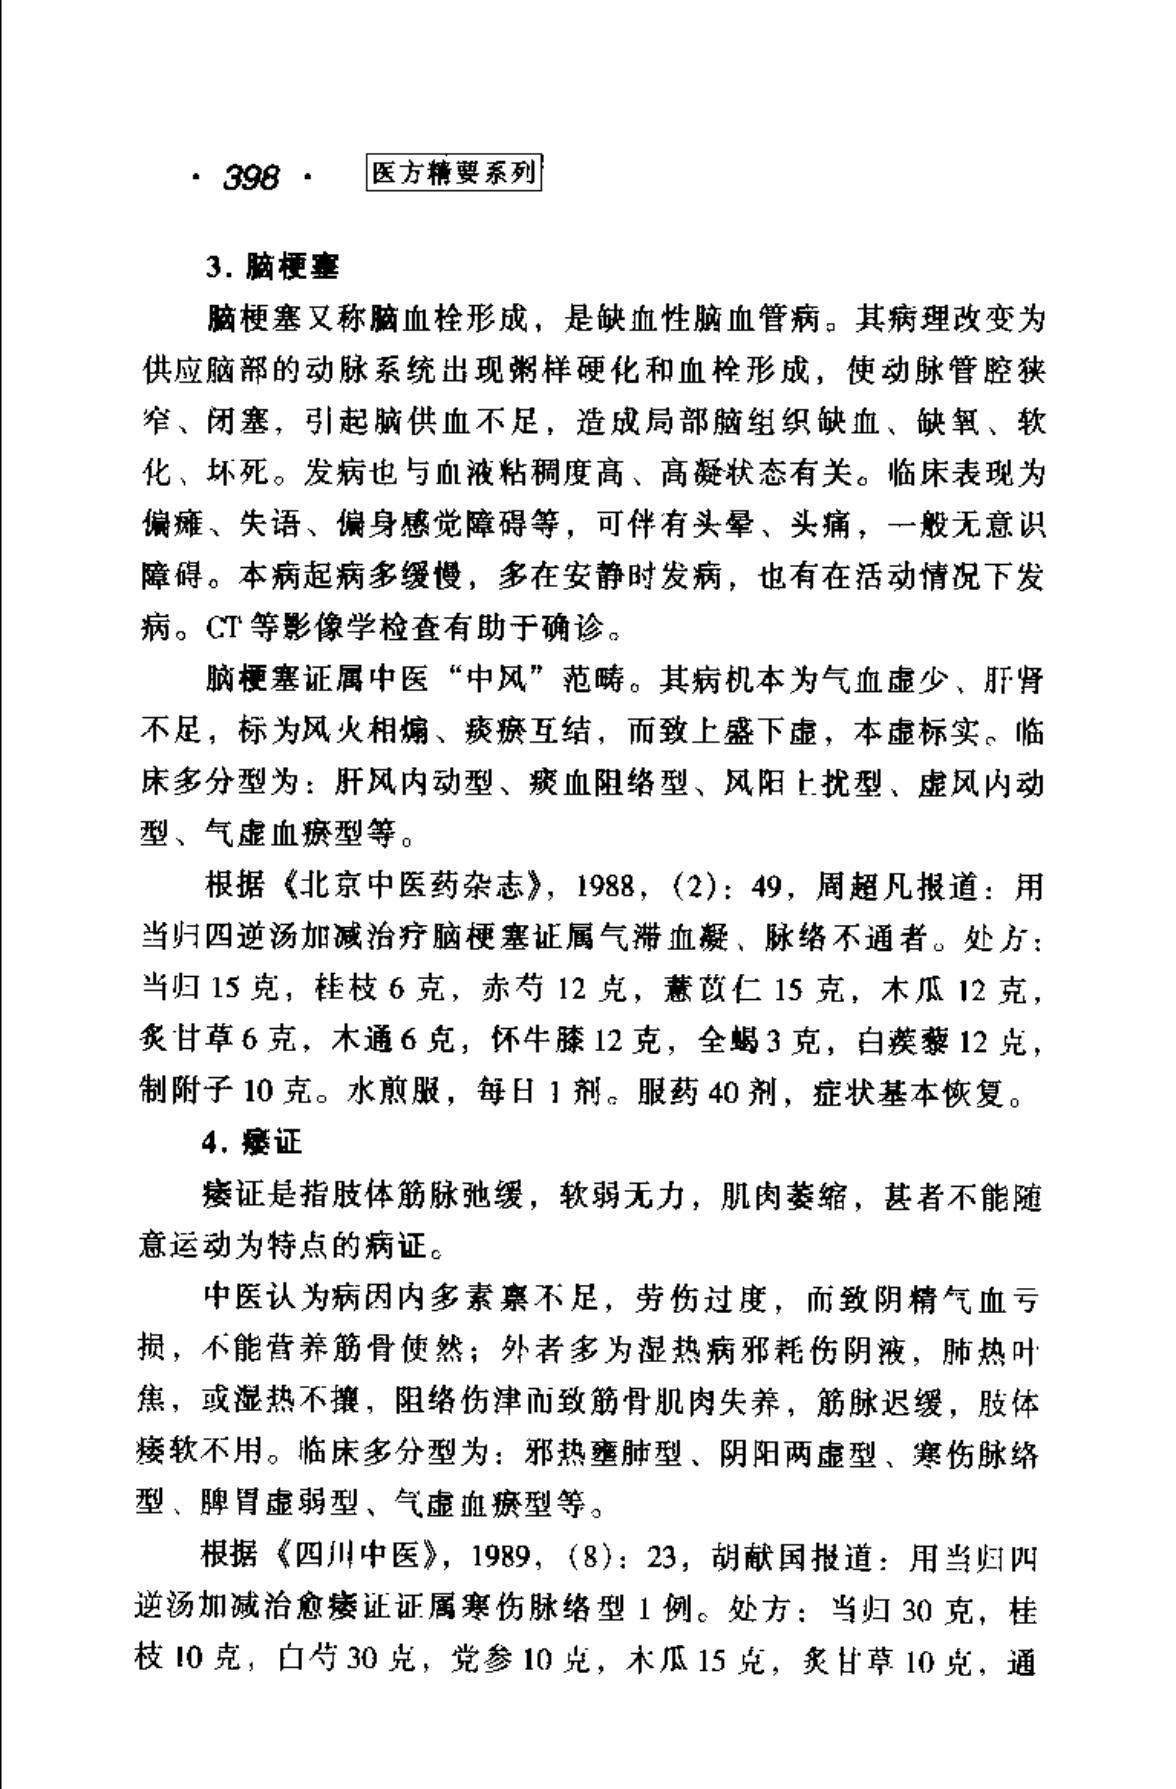 · 398 ·
医方精要系列
3. 脑梗塞
脑梗塞又称脑血栓形成，是缺血性脑血管病。其病理改变为
供应脑部的动脉系统出现粥样硬化和血栓形成，使动脉管腔狭
窄、闭塞，引起脑供血不足，造成局部脑组织缺血、缺氧、软
化、坏死。发病也与血液粘稠度高、高凝状态有关。临床表现为
偏瘫、失语、偏身感觉障碍等，可伴有头晕、头痛，一般无意识
障碍。本病起病多缓慢，多在安静时发病，也有在活动情况下发
病。CT 等影像学检查有助于确诊。
脑梗塞证属中医“中风”范畴。其病机本为气血虚少、肝肾
不足，标为风火相煽、痰瘀互结，而致上盛下虚，本虚标实。临
床多分型为：肝风内动型、痰血阻络型、风阳上扰型、虚风内动
型、气虚血瘀型等。
根据《北京中医药杂志》，1988，（2）：49，周超凡报道：用
当归四逆汤加减治疗脑梗塞证属气滞血凝、脉络不通者。处方：
当归 15 克，桂枝 6 克，赤芍 12 克，薏苡仁 15 克，木瓜 12 克，
炙甘草 6 克，木通 6 克，怀牛膝 12 克，全蝎 3 克，白蒺藜 12 克，
制附子 10 克。水煎服，每日 1 剂。服药 40 剂，症状基本恢复。
4. 痿证
痿证是指肢体筋脉弛缓，软弱无力，肌肉萎缩，甚者不能随
意运动为特点的病证。
中医认为病因内多素禀不足，劳伤过度，而致阴精气血亏
损，不能营养筋骨使然；外者多为湿热病邪耗伤阴液，肺热叶
焦，或湿热不攘，阻络伤津而致筋骨肌肉失养，筋脉迟缓，肢体
痿软不用。临床多分型为：邪热壅肺型、阴阳两虚型、寒伤脉络
型、脾胃虚弱型、气虚血瘀型等。
根据《四川中医》，1989，（8）：23，胡献国报道：用当归四
逆汤加减治愈痿证证属寒伤脉络型 1 例。处方：当归 30 克，桂
枝 10 克，白芍 30 克，党参 10 克，木瓜 15 克，炙甘草 10 克，通